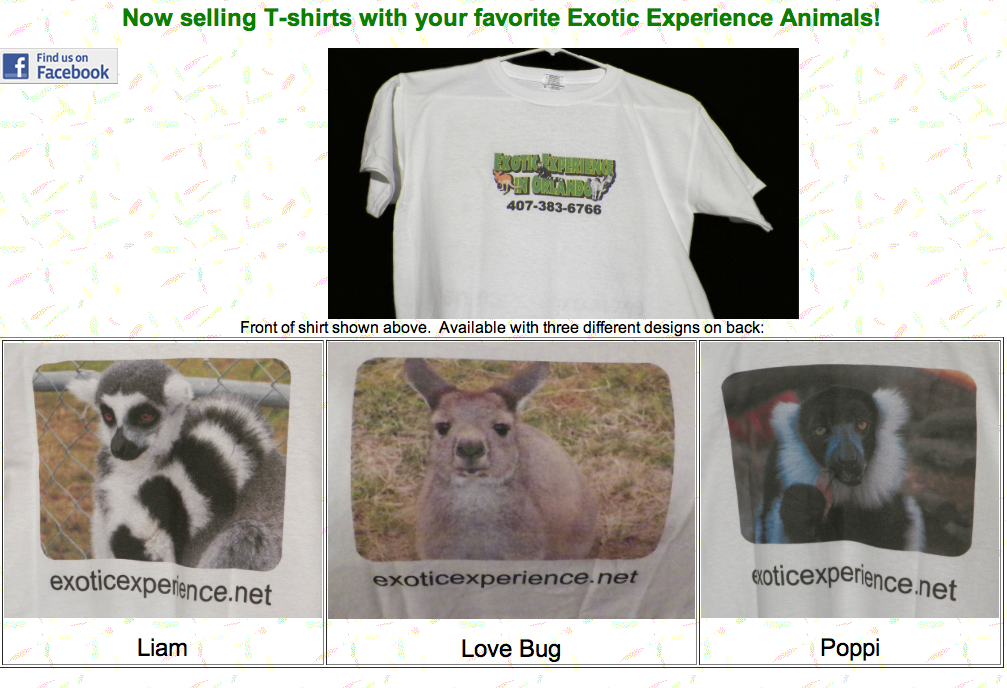 Now selling T-shirts with your favorite Exotic Experience Animals!
Find us on
Facebook
EXOTIC EXPERIENCE
IN ORLANDO
407-383-6766
Front of shirt shown above.  Available with three different designs on back:
exoticexperience.net
exoticexperience.net
exoticexperience.net
Liam
Love Bug
Poppi